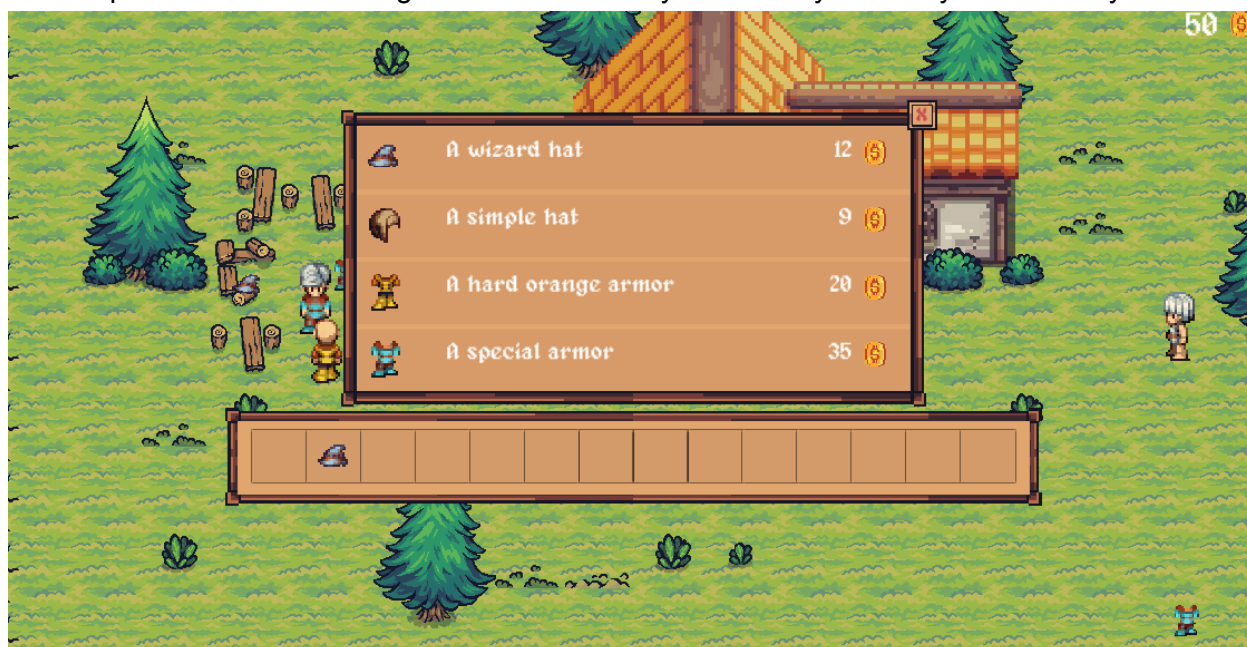 50
A wizard hat 12
A simple hat 9
A hard orange armor 20
A special armor 35